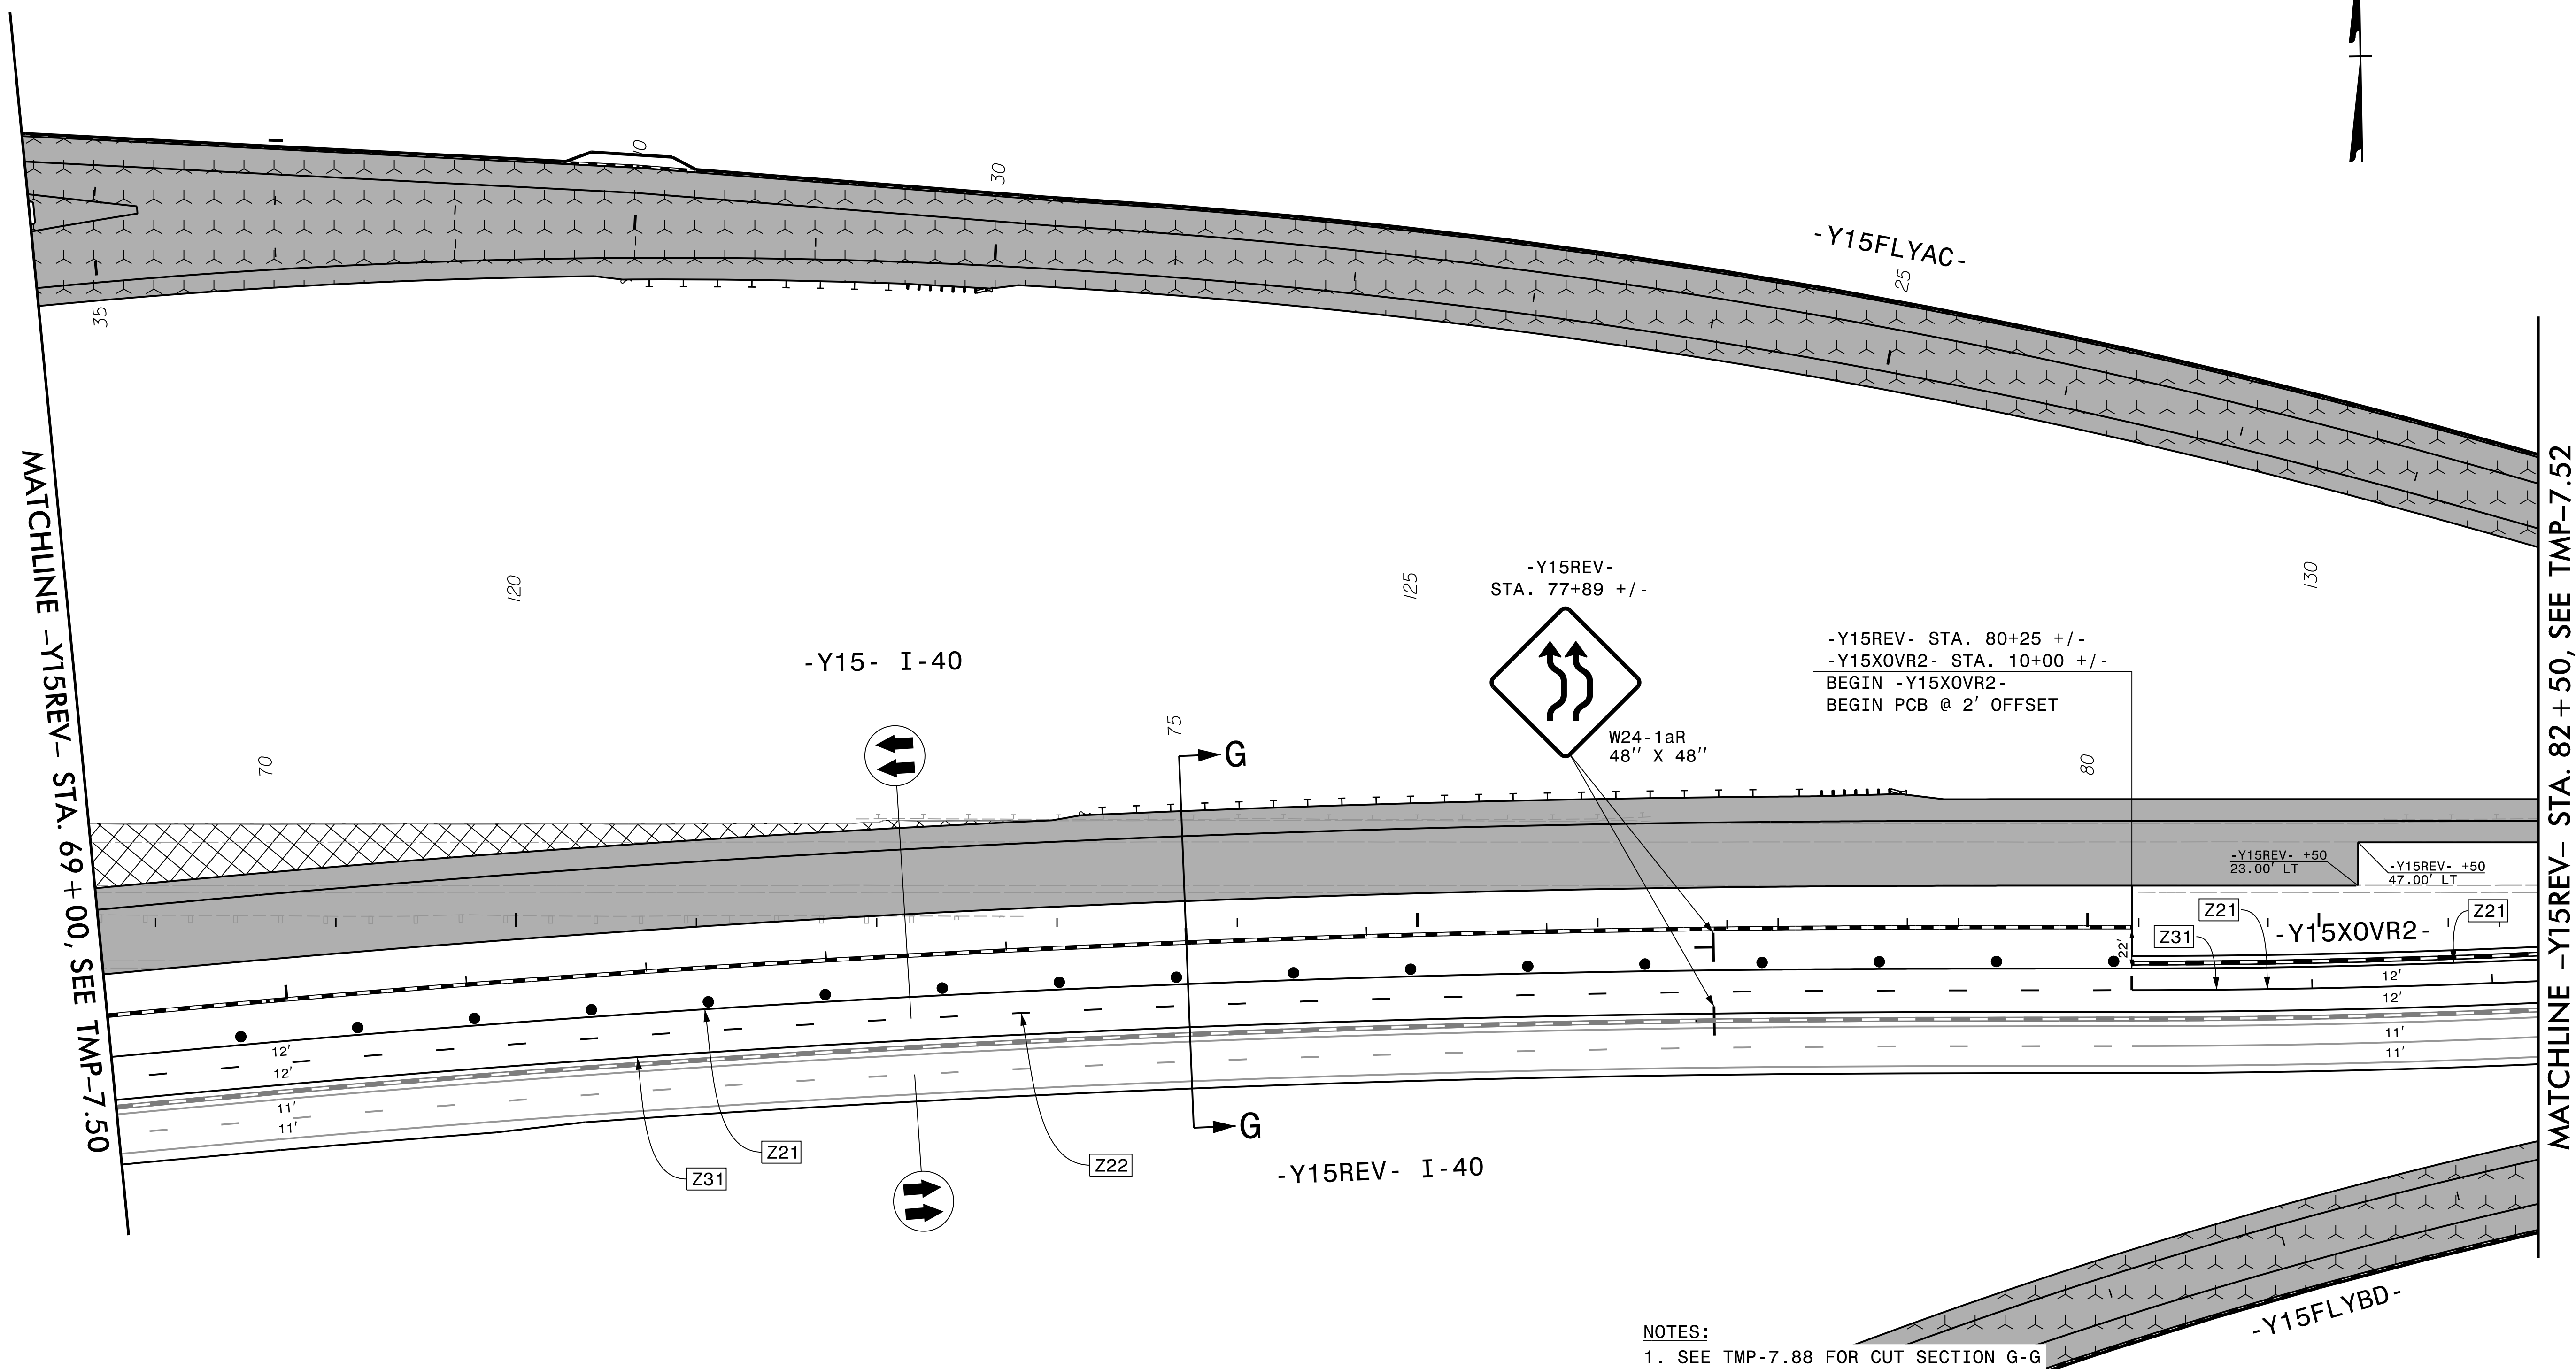 10
30
-Y15FLYAC-
25
35
MATCHLINE –Y15REV– STA. 69+00, SEE TMP–7.50
MATCHLINE –Y15REV– STA. 82+50, SEE TMP–7.52
120
125
130
-Y15REV-
STA. 77+89 +/-
W24-1aR
48" X 48"
-Y15REV- STA. 80+25 +/-
-Y15XOVR2- STA. 10+00 +/-
BEGIN -Y15XOVR2-
BEGIN PCB @ 2' OFFSET
-Y15- I-40
70
75
80
G
-Y15REV- +50
23.00' LT
-Y15REV- +50
47.00' LT
Z21
Z21
Z31
-Y15XOVR2-
22'
12'
12'
11'
11'
12'
12'
11'
11'
G
Z21
Z22
Z31
-Y15REV- I-40
-Y15FLYBD-
NOTES:
1. SEE TMP-7.88 FOR CUT SECTION G-G